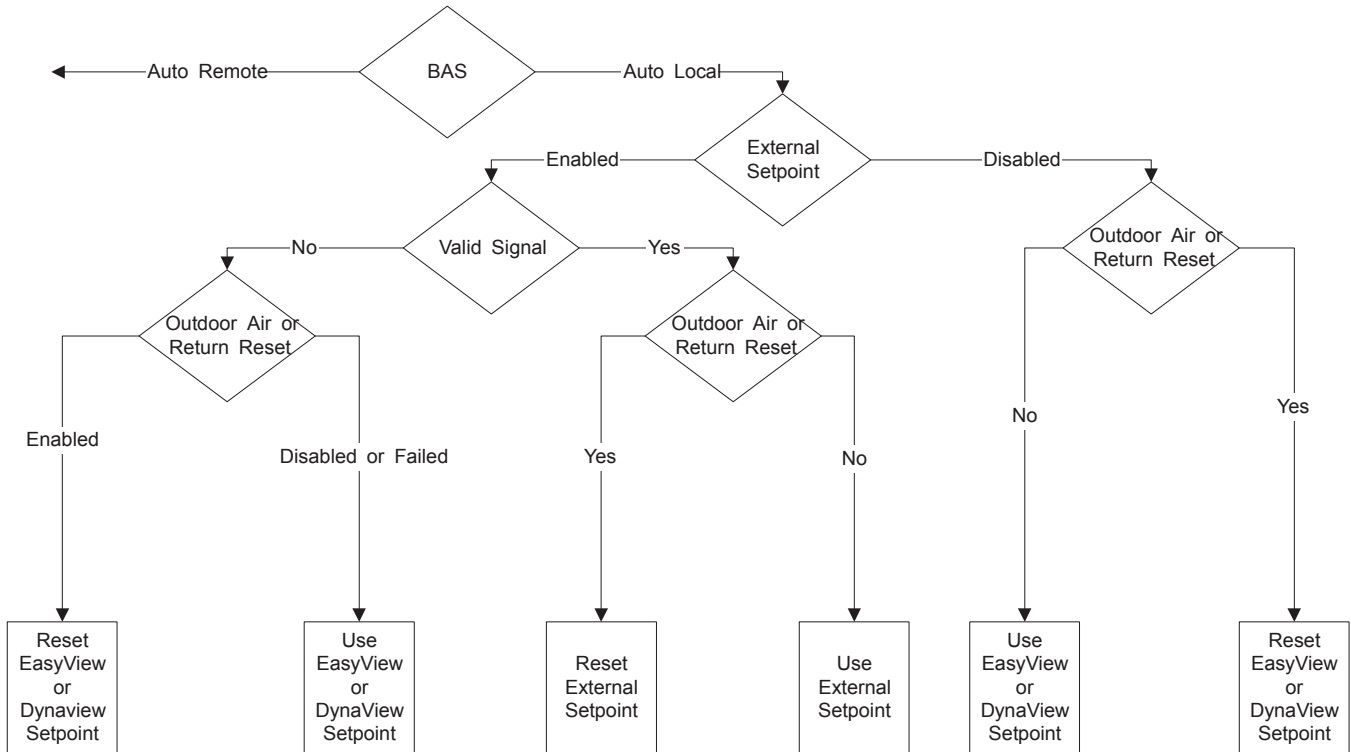 Auto Remote
BAS
Auto Local
External
Setpoint
Enabled
Disabled
No
Valid Signal
Yes
Outdoor Air or
Return Reset
Outdoor Air or
Return Reset
Outdoor Air or
Return Reset
Enabled
Disabled or Failed
Yes
No
No
Yes
Reset
EasyView
or
Dynaview
Setpoint
Use
EasyView
or
DynaView
Setpoint
Reset
External
Setpoint
Use
External
Setpoint
Use
EasyView
or
DynaView
Setpoint
Reset
EasyView
or
DynaView
Setpoint